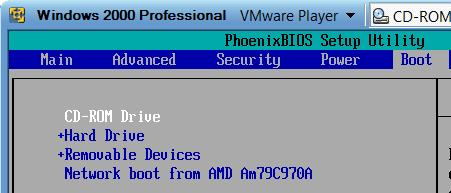 Windows 2000 Professional VMware Player CD-ROM
PhoenixBIOS Setup Utility
Main Advanced Security Power Boot
CD-ROM Drive
+Hard Drive
+Removable Devices
Network boot from AMD Am79C970A